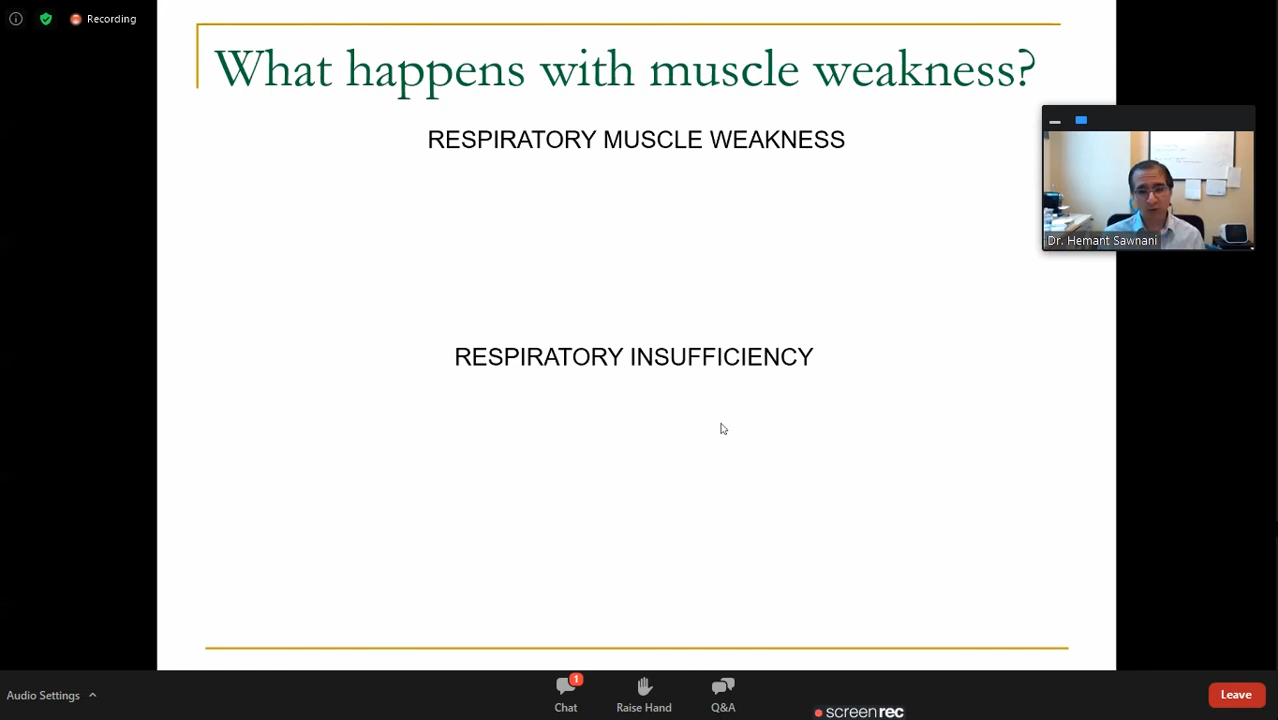 Recording
What happens with muscle weakness?
RESPIRATORY MUSCLE WEAKNESS
Dr. Hemant Sawnani
RESPIRATORY INSUFFICIENCY
Audio Settings
1
Chat
Raise Hand
Q&A
screenrec
Leave